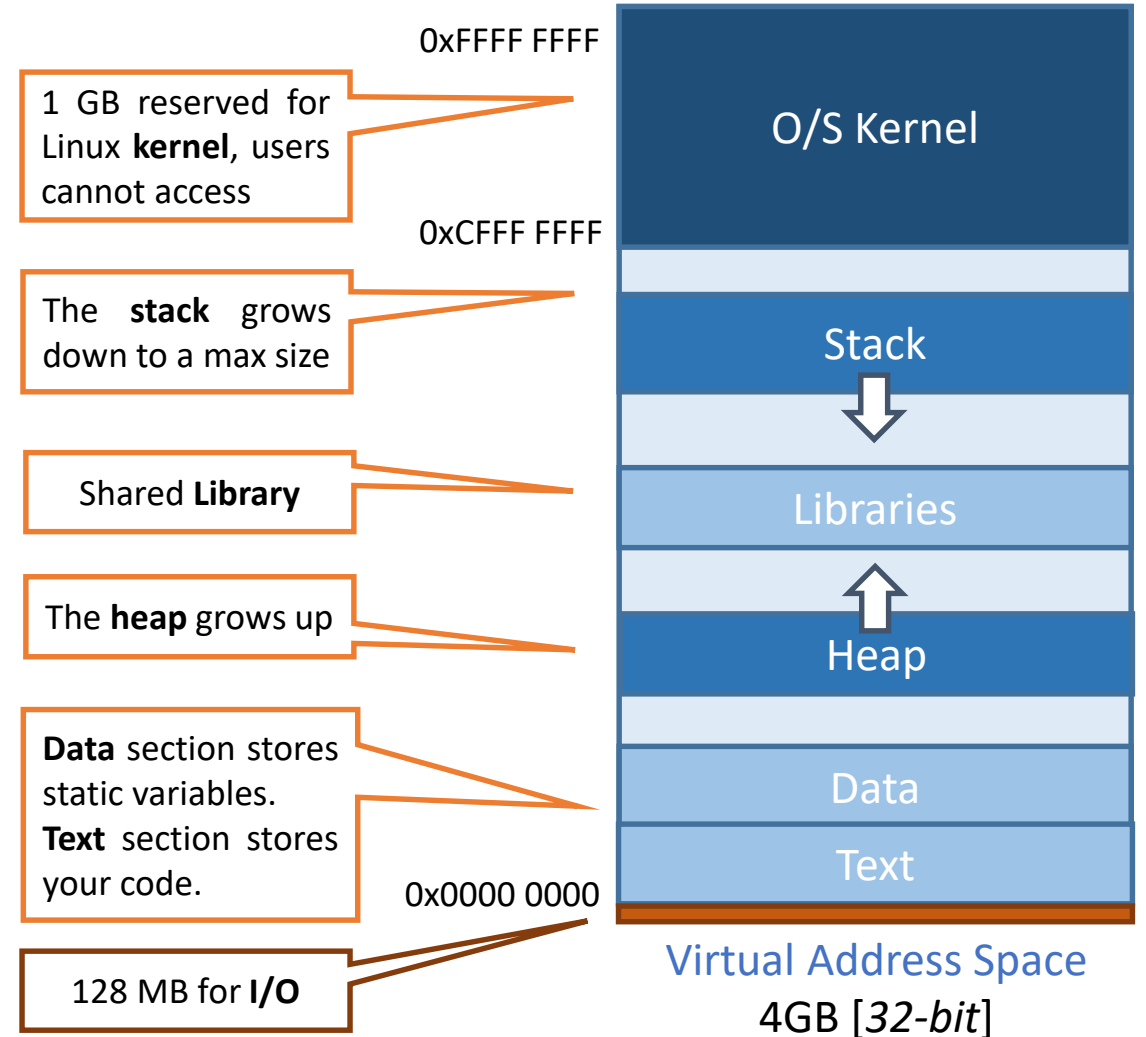 0xFFFF FFFF
1 GB reserved for
Linux kernel, users
cannot access
O/S Kernel
0xCFFF FFFF
The stack grows
down to a max size
Stack
Shared Library
Libraries
The heap grows up
Heap
Data section stores
static variables.
Text section stores
your code.
Data
Text
0x0000 0000
128 MB for I/O
Virtual Address Space
4GB [32-bit]